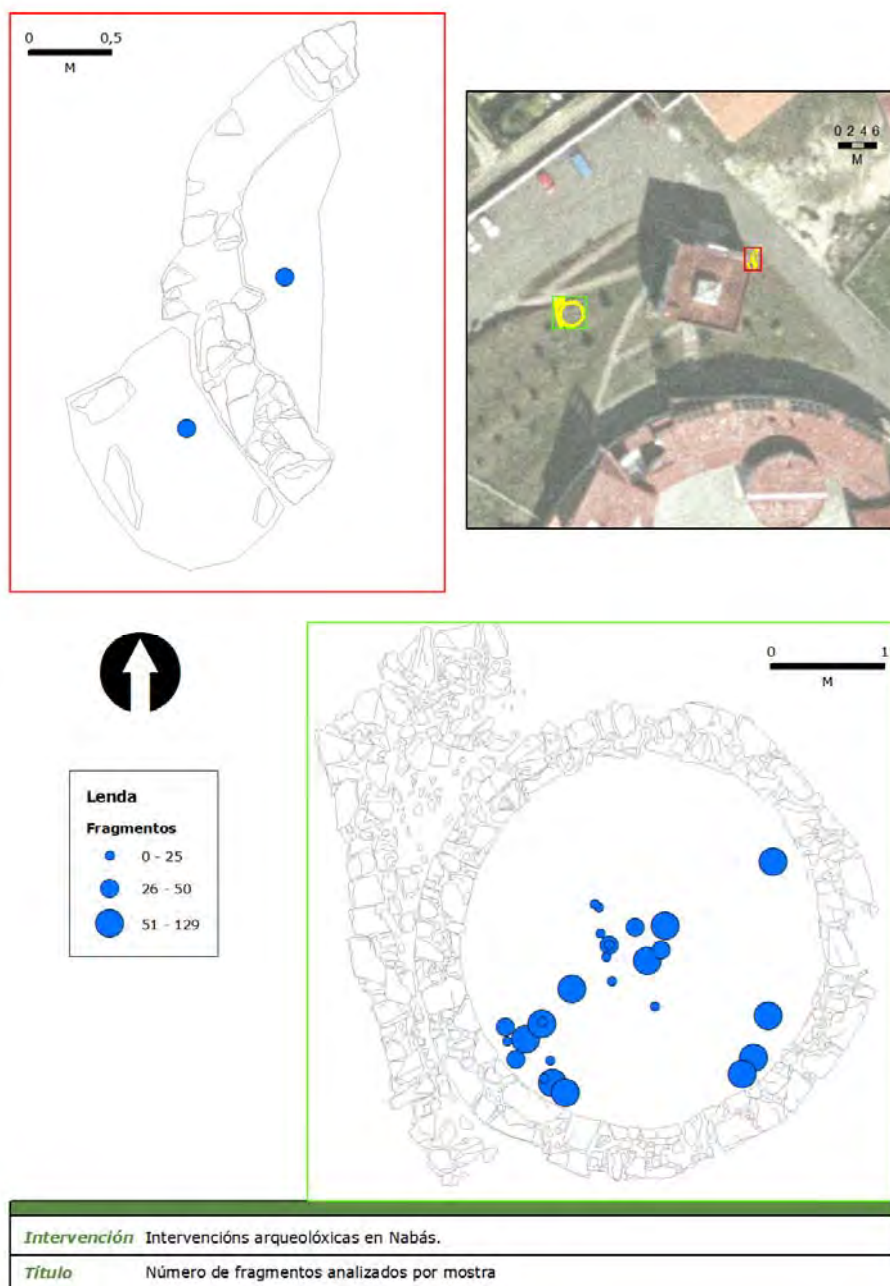 0 0,5
M
0 2 4 6
M
0 1
M
Lenda
Fragmentos
0 - 25
26 - 50
51 - 129
Intervención Intervencións arqueolóxicas en Nabás.
Título Número de fragmentos analizados por mostra